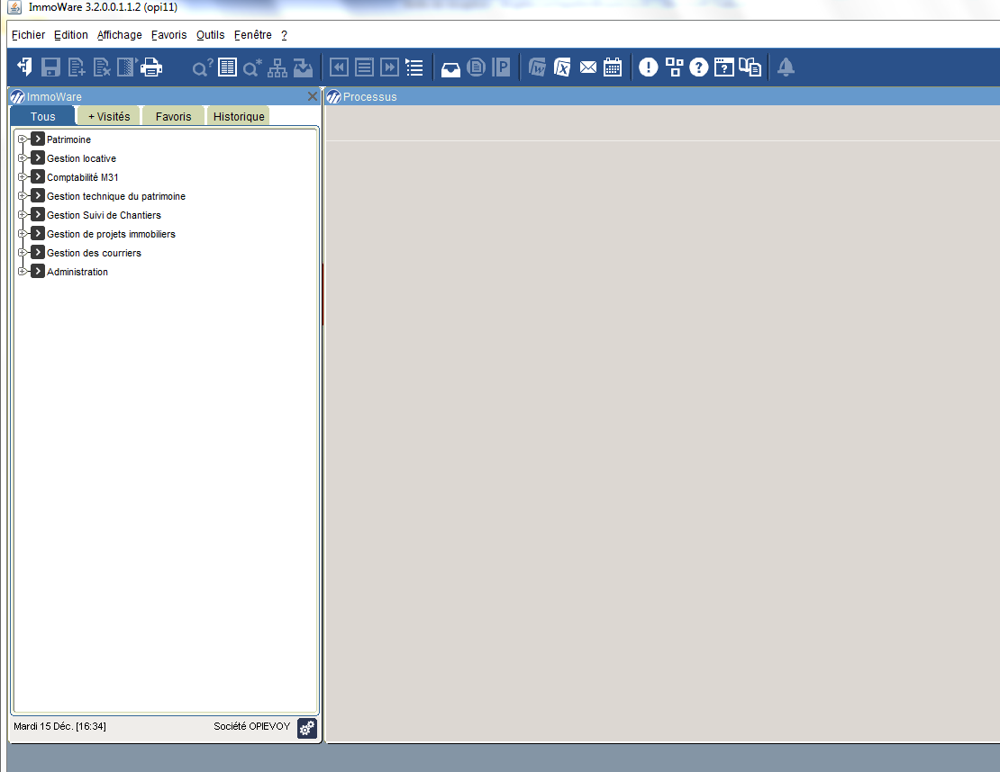 ImmoWare 3.2.0.0.1.1.2 (opi11)
Fichier Edition Affichage Favoris Outils Fenêtre ?
ImmoWare
Processus
Tous + Visités Favoris Historique
Patrimoine
Gestion locative
Comptabilité M31
Gestion technique du patrimoine
Gestion Suivi de Chantiers
Gestion de projets immobiliers
Gestion des courriers
Administration
Mardi 15 Déc. [16:34] Société OPIEVOY